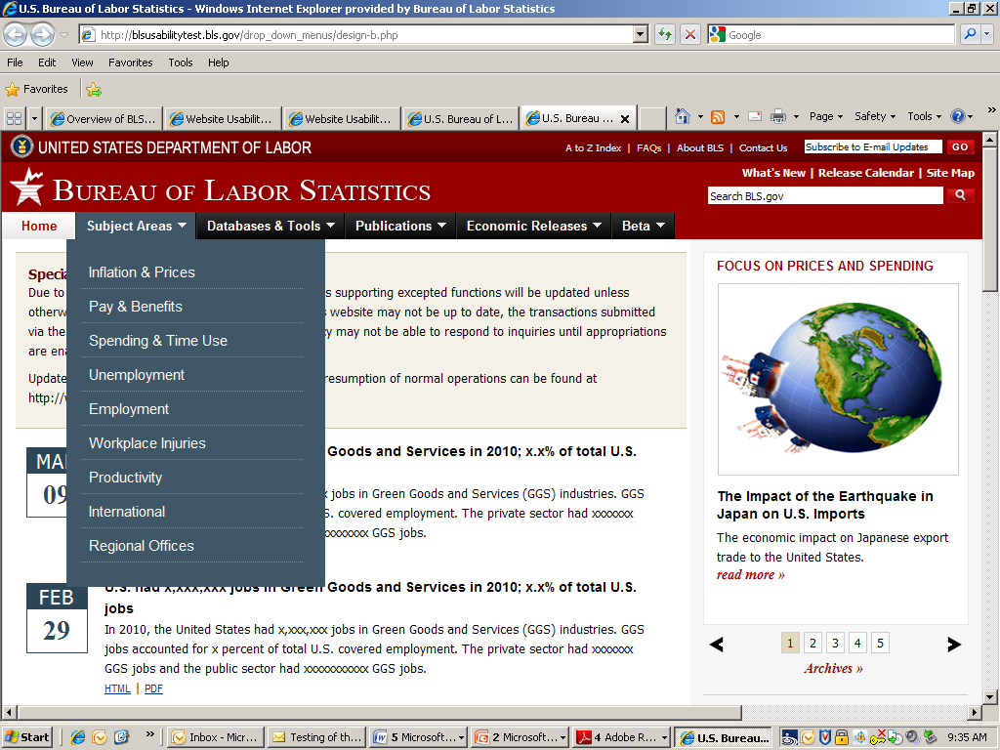 U.S. Bureau of Labor Statistics - Windows Internet Explorer provided by Bureau of Labor Statistics
http://blsusabilitytest.bls.gov/drop_down_menus/design-b.php
Google
File Edit View Favorites Tools Help
Favorites
Overview of BLS... Website Usabilit... Website Usabilit... U.S. Bureau of L... U.S. Bureau ... Page Safety Tools
UNITED STATES DEPARTMENT OF LABOR
A to Z Index | FAQs | About BLS | Contact Us Subscribe to E-mail Updates GO
What's New | Release Calendar | Site Map
BUREAU OF LABOR STATISTICS
Search BLS.gov
Home Subject Areas Databases & Tools Publications Economic Releases Beta
Inflation & Prices
Pay & Benefits
Spending & Time Use
Unemployment
Employment
Workplace Injuries
Productivity
International
Regional Offices
Due to
s supporting excepted functions will be updated unless
otherw
website may not be up to date, the transactions submitted
via the
ty may not be able to respond to inquiries until appropriations
are ena
Update
resumption of normal operations can be found at
http://w
MA
09
Goods and Services in 2010; x.x% of total U.S.
jobs in Green Goods and Services (GGS) industries. GGS
S. covered employment. The private sector had xxxxxxx
xxxxxxxx GGS jobs.
FEB
29
U.S. had x,xxx,xxx jobs in Green Goods and Services in 2010; x.x% of total U.S.
jobs
In 2010, the United States had x,xxx,xxx jobs in Green Goods and Services (GGS) industries. GGS
jobs accounted for x percent of total U.S. covered employment. The private sector had xxxxxxx
GGS jobs and the public sector had xxxxxxxxxxx GGS jobs.
HTML | PDF
FOCUS ON PRICES AND SPENDING
The Impact of the Earthquake in
Japan on U.S. Imports
The economic impact on Japanese export
trade to the United States.
read more »
1 2 3 4 5
Archives »
Start Inbox - Micr... Testing of th... 5 Microsoft... 2 Microsoft... 4 Adobe R... U.S. Bureau... 9:35 AM